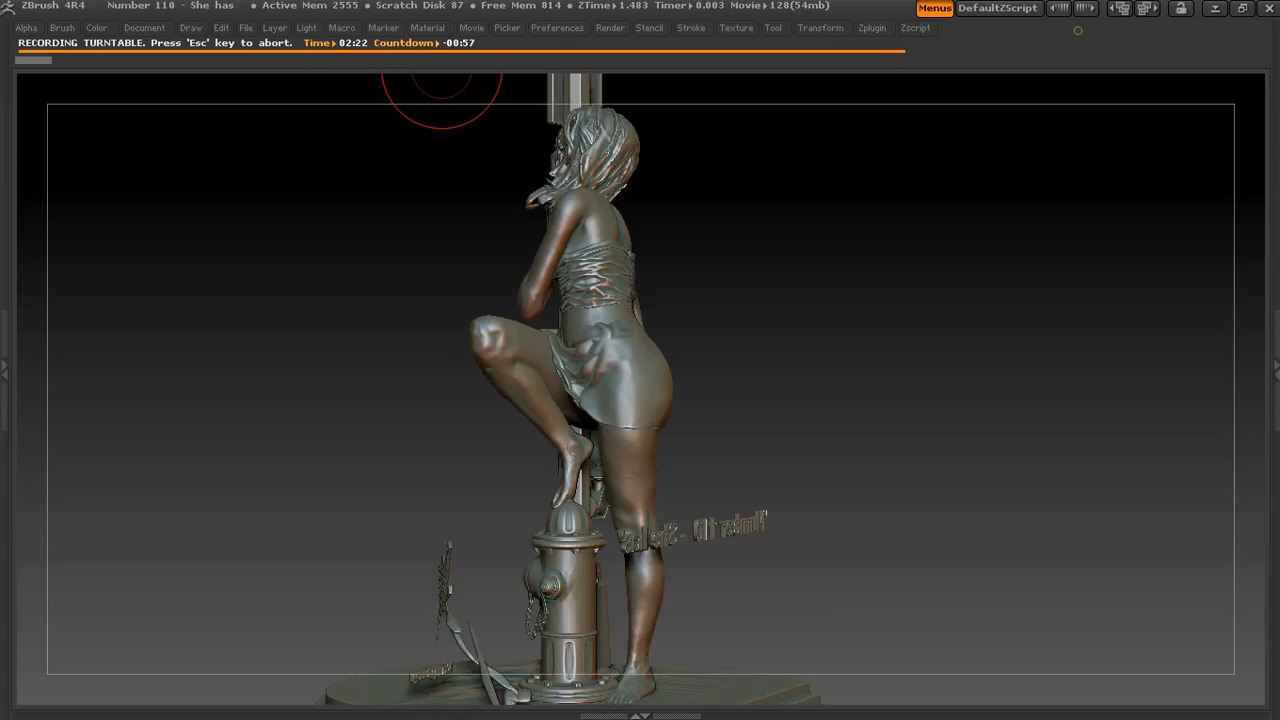 ZBrush 4R4 Number 110 - She has • Active Mem 2555 • Scratch Disk 87 • Free Mem 814 • ZTime▸1.483 Timer▸0.003 Movie▸128(54mb) Menus DefaultZScript
Alpha Brush Color Document Draw Edit File Layer Light Macro Marker Material Movie Picker Preferences Render Stencil Stroke Texture Tool Transform Zplugin Zscript
RECORDING TURNTABLE. Press 'Esc' key to abort. Time▸02:22 Countdown▸-00:57